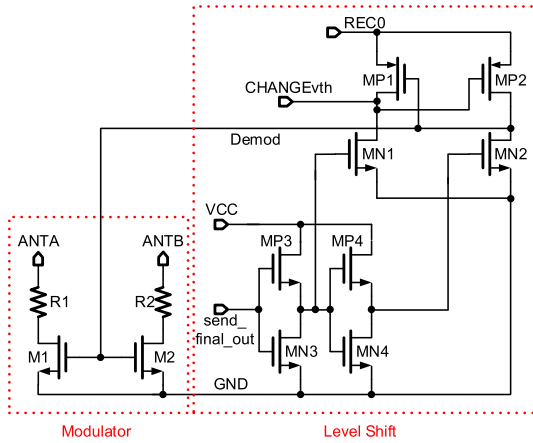 REC0
MP1
MP2
CHANGEvth
Demod
MN1
MN2
VCC
ANTA
ANTB
MP3
MP4
R1
R2
send_
final_out
M1
M2
MN3
MN4
GND
Modulator
Level Shift